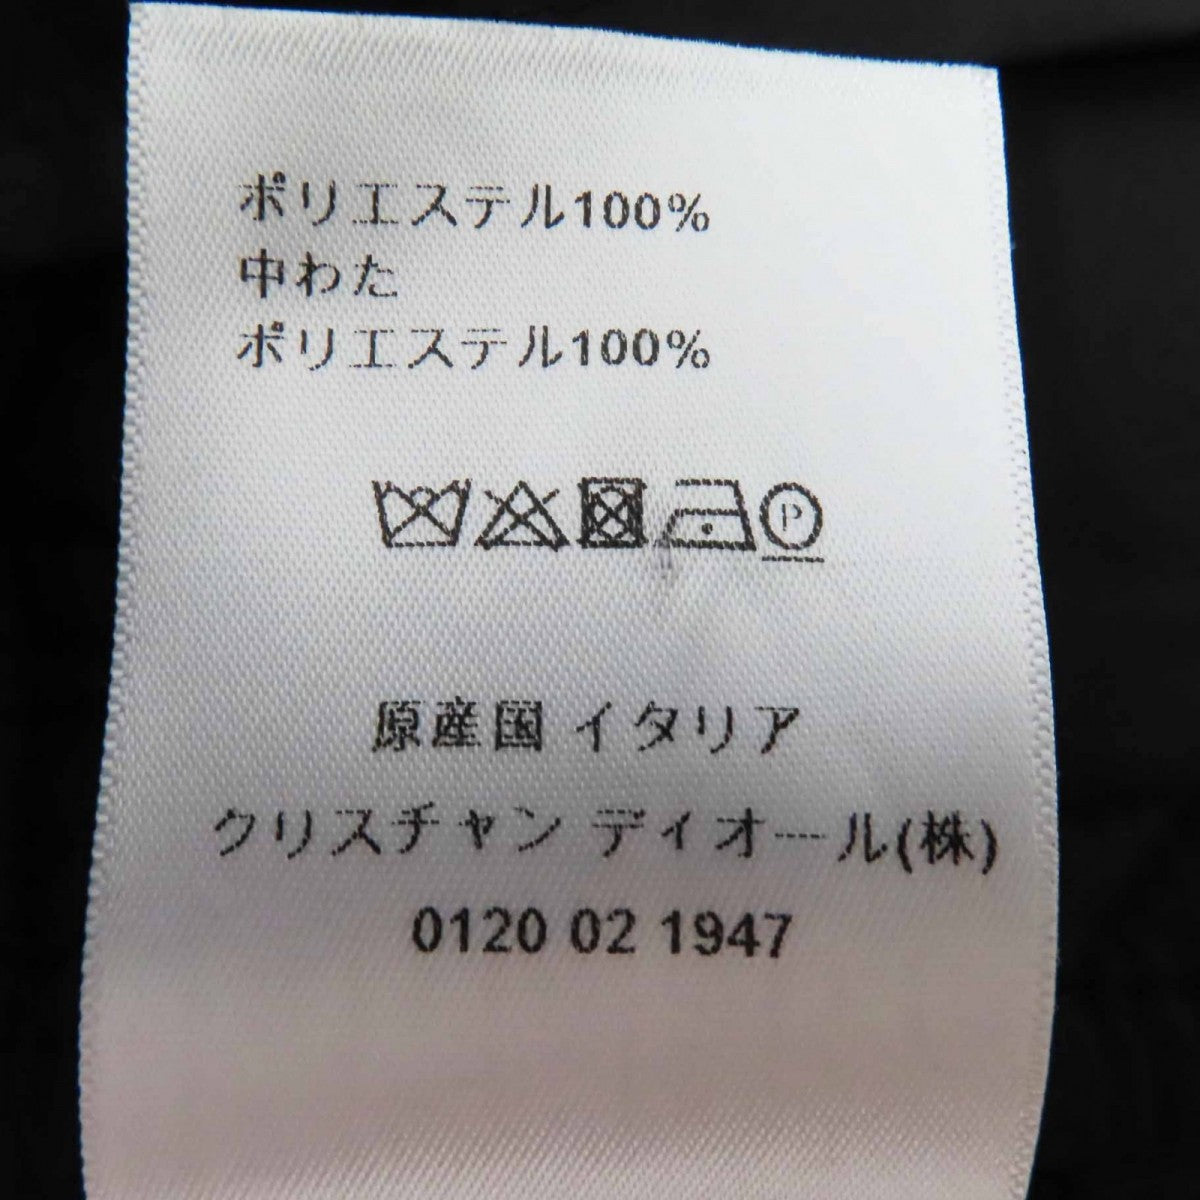 ポリエステル100%
中わた
ポリエステル100%
P
原産国 イタリア
クリスチャン ディオール(株)
0120 02 1947